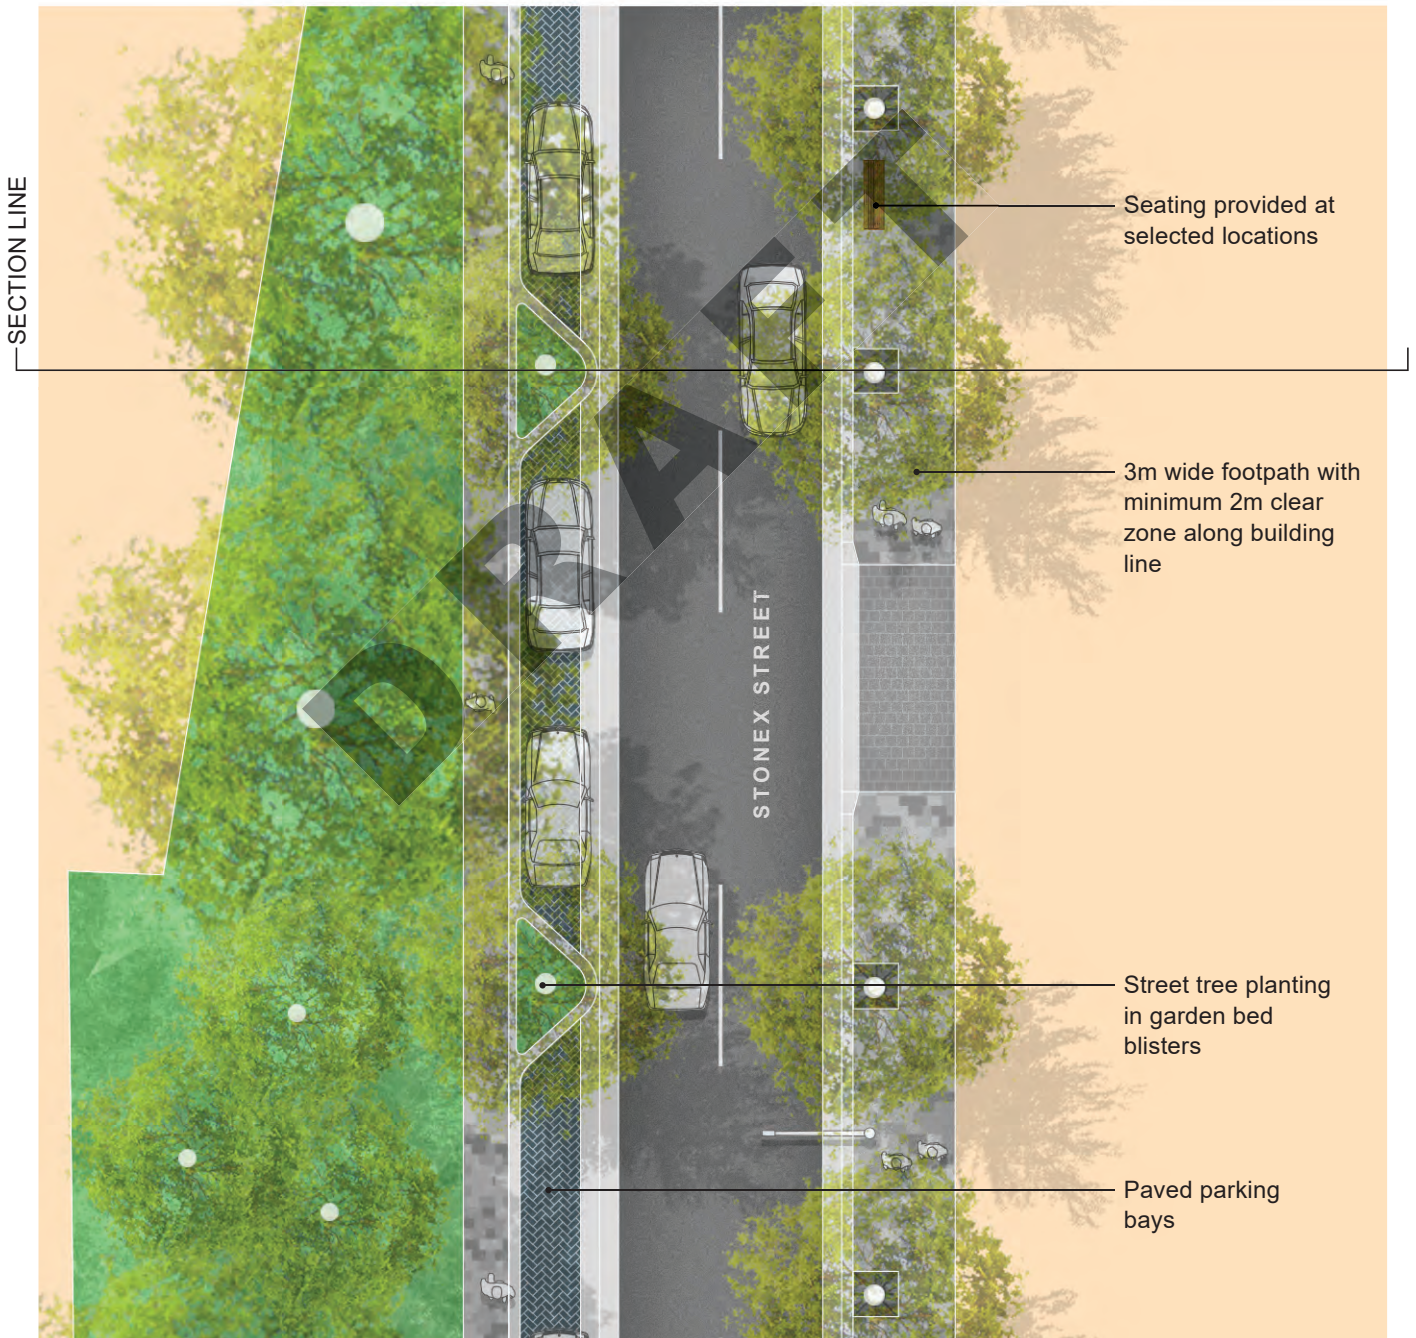 SECTION LINE
DRAFT
Seating provided at
selected locations
3m wide footpath with
minimum 2m clear
zone along building
line
STONEX STREET
Street tree planting
in garden bed
blisters
Paved parking
bays